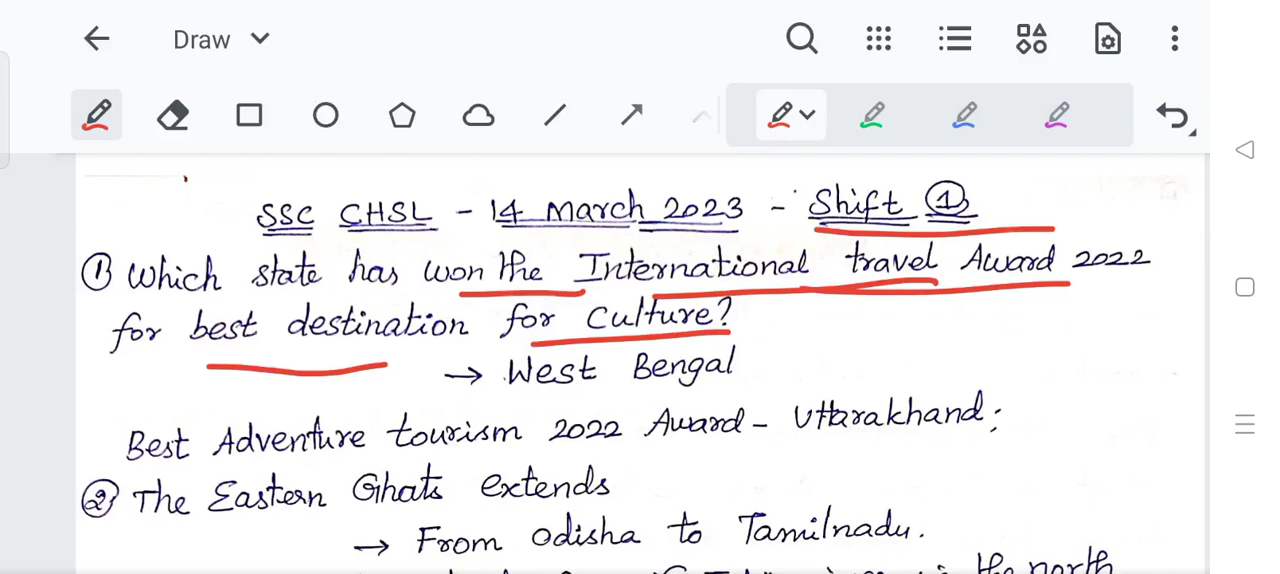 Draw
SSC CHSL - 14 March 2023 - Shift ①
① Which state has won the International travel Award 2022
for best destination for Culture?
→ West Bengal
Best Adventure tourism 2022 Award - Uttarakhand;
② The Eastern Ghats extends
→ From Odisha to Tamilnadu.
the north